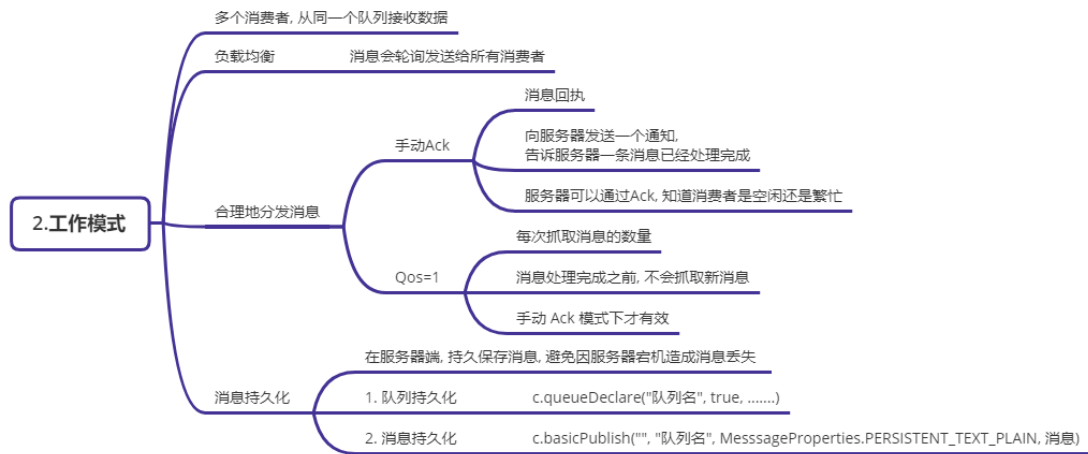 多个消费者, 从同一个队列接收数据
负载均衡
消息会轮询发送给所有消费者
消息回执
手动Ack
向服务器发送一个通知,
告诉服务器一条消息已经处理完成
服务器可以通过Ack, 知道消费者是空闲还是繁忙
2.工作模式
合理地分发消息
每次抓取消息的数量
Qos=1
消息处理完成之前, 不会抓取新消息
手动 Ack 模式下才有效
在服务器端, 持久保存消息, 避免因服务器宕机造成消息丢失
消息持久化
1. 队列持久化
c.queueDeclare("队列名", true, .......)
2. 消息持久化
c.basicPublish("", "队列名", MesssageProperties.PERSISTENT_TEXT_PLAIN, 消息)